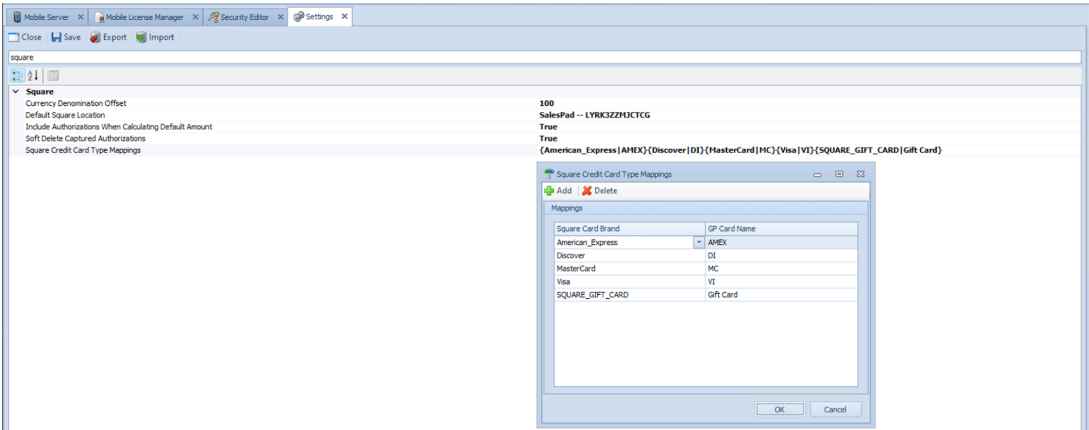 Mobile Server × Mobile License Manager × Security Editor × Settings ×
Close Save Export Import
square
Square
Currency Denomination Offset 100
Default Square Location SalesPad -- LYRK3ZZMJCTCG
Include Authorizations When Calculating Default Amount True
Soft Delete Captured Authorizations True
Square Credit Card Type Mappings {American_Express|AMEX}{Discover|DI}{MasterCard|MC}{Visa|VI}{SQUARE_GIFT_CARD|Gift Card}
Square Credit Card Type Mappings
Add Delete
Mappings
Square Card Brand GP Card Name
American_Express AMEX
Discover DI
MasterCard MC
Visa VI
SQUARE_GIFT_CARD Gift Card
OK Cancel